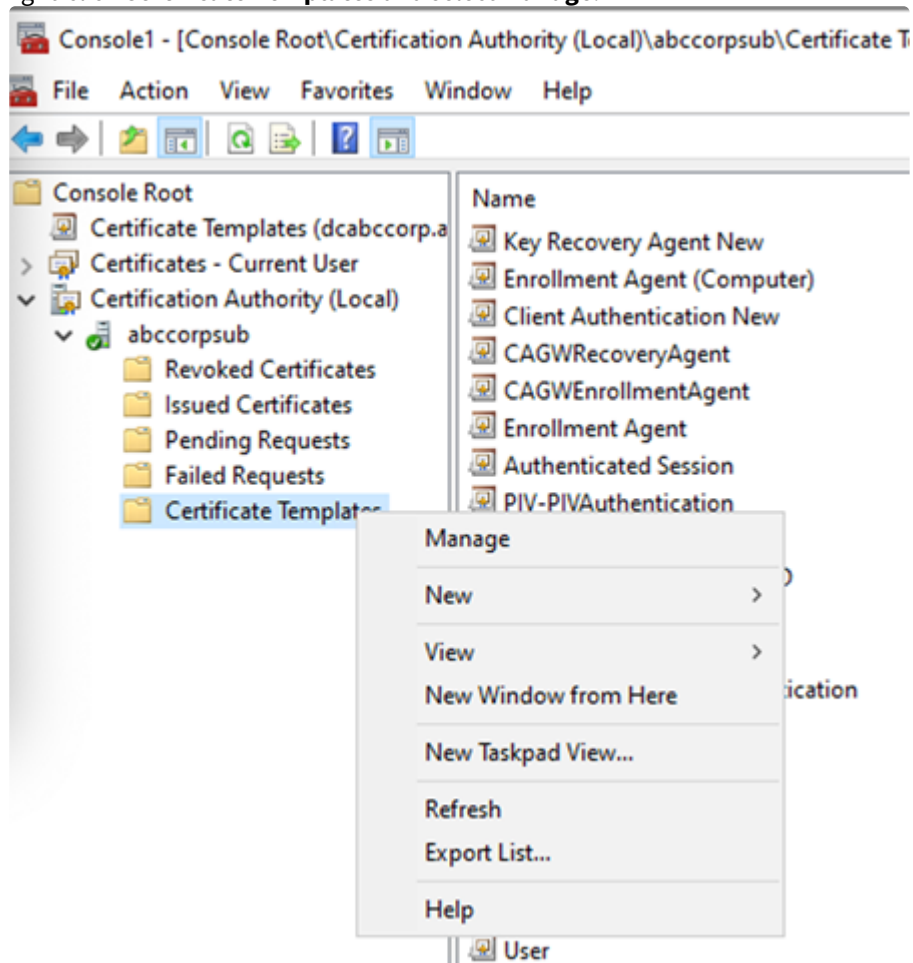 Console1 - [Console Root\Certification Authority (Local)\abccorpsub\Certificate T
File Action View Favorites Window Help
Console Root
Certificate Templates (dcabccorp.a
Certificates - Current User
Certification Authority (Local)
abccorpsub
Revoked Certificates
Issued Certificates
Pending Requests
Failed Requests
Certificate Templates
Name
Key Recovery Agent New
Enrollment Agent (Computer)
Client Authentication New
CAGWRecoveryAgent
CAGWEnrollmentAgent
Enrollment Agent
Authenticated Session
PIV-PIVAuthentication
ication
User
Manage
New
View
New Window from Here
New Taskpad View...
Refresh
Export List...
Help